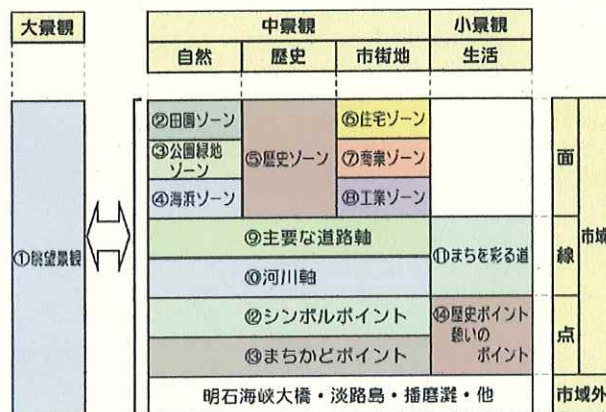 大景観
中景観
小景観
自然
歴史
市街地
生活
①眺望景観
②田園ゾーン
③公園緑地
ゾーン
④海浜ゾーン
⑤歴史ゾーン
⑥住宅ゾーン
⑦商業ゾーン
⑧工業ゾーン
⑨主要な道路軸
⑩河川軸
⑪まちを彩る道
⑫シンボルポイント
⑬まちかどポイント
⑭歴史ポイント
憩いの
ポイント
明石海峡大橋・淡路島・播磨灘・他
面
線
点
市域
市域外